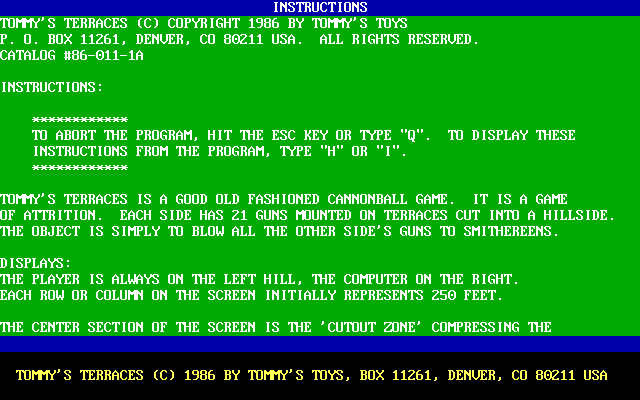 INSTRUCTIONS
TOMMY'S TERRACES (C) COPYRIGHT 1986 BY TOMMY'S TOYS
P. O. BOX 11261, DENVER, CO 80211 USA.  ALL RIGHTS RESERVED.
CATALOG #86-011-1A
INSTRUCTIONS:
************
TO ABORT THE PROGRAM, HIT THE ESC KEY OR TYPE "Q".  TO DISPLAY THESE
INSTRUCTIONS FROM THE PROGRAM, TYPE "H" OR "I".
************
TOMMY'S TERRACES IS A GOOD OLD FASHIONED CANNONBALL GAME.  IT IS A GAME
OF ATTRITION.  EACH SIDE HAS 21 GUNS MOUNTED ON TERRACES CUT INTO A HILLSIDE.
THE OBJECT IS SIMPLY TO BLOW ALL THE OTHER SIDE'S GUNS TO SMITHEREENS.
DISPLAYS:
THE PLAYER IS ALWAYS ON THE LEFT HILL, THE COMPUTER ON THE RIGHT.
EACH ROW OR COLUMN ON THE SCREEN INITIALLY REPRESENTS 250 FEET.
THE CENTER SECTION OF THE SCREEN IS THE 'CUTOUT ZONE' COMPRESSING THE
TOMMY'S TERRACES (C) 1986 BY TOMMY'S TOYS, BOX 11261, DENVER, CO 80211 USA